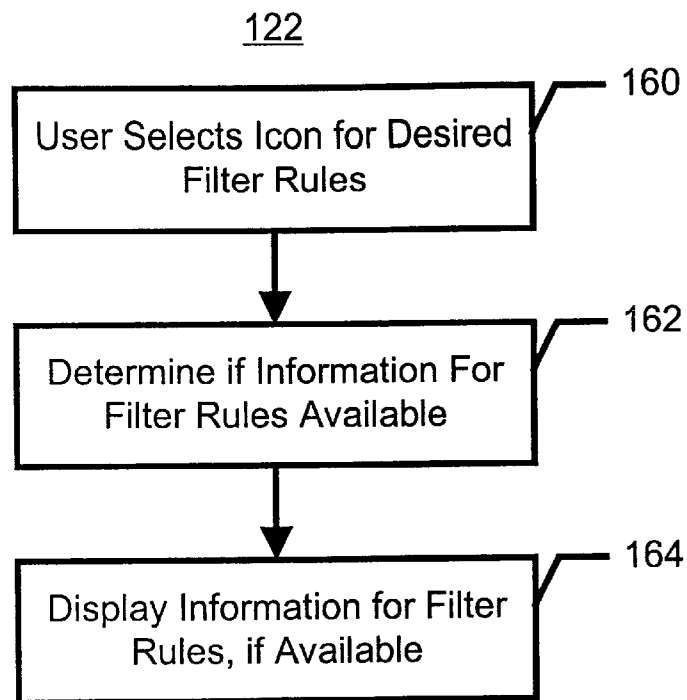 122
160
User Selects Icon for Desired
Filter Rules
162
Determine if Information For
Filter Rules Available
164
Display Information for Filter
Rules, if Available